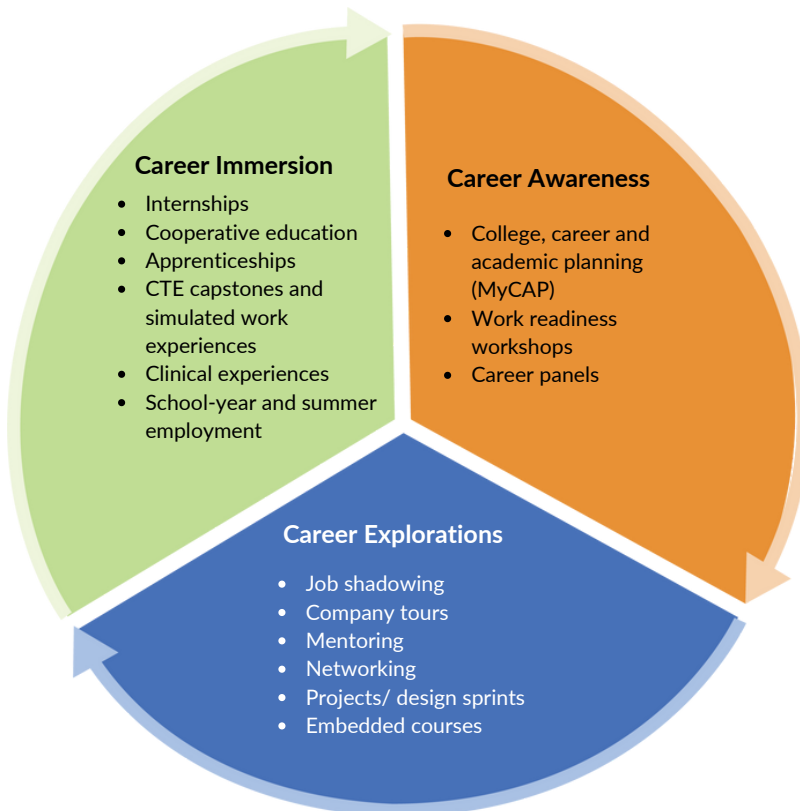 Career Immersion
• Internships
• Cooperative education
• Apprenticeships
• CTE capstones and
simulated work
experiences
• Clinical experiences
• School-year and summer
employment
Career Awareness
• College, career and
academic planning
(MyCAP)
• Work readiness
workshops
• Career panels
Career Explorations
• Job shadowing
• Company tours
• Mentoring
• Networking
• Projects/ design sprints
• Embedded courses